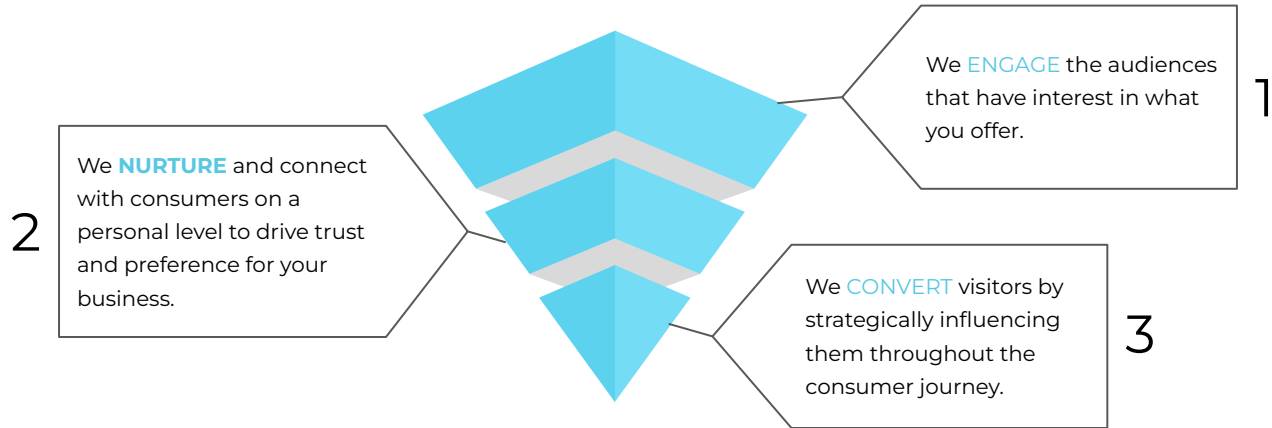 1
We ENGAGE the audiences
that have interest in what
you offer.
2
We NURTURE and connect
with consumers on a
personal level to drive trust
and preference for your
business.
We CONVERT visitors by
strategically influencing
them throughout the
consumer journey.
3